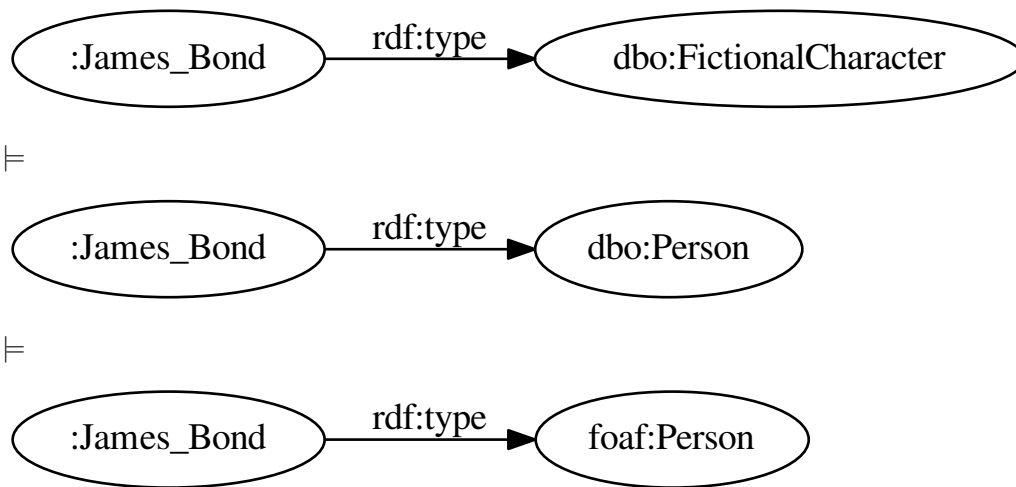 :James_Bond rdf:type dbo:FictionalCharacter
⊨
:James_Bond rdf:type dbo:Person
⊨
:James_Bond rdf:type foaf:Person